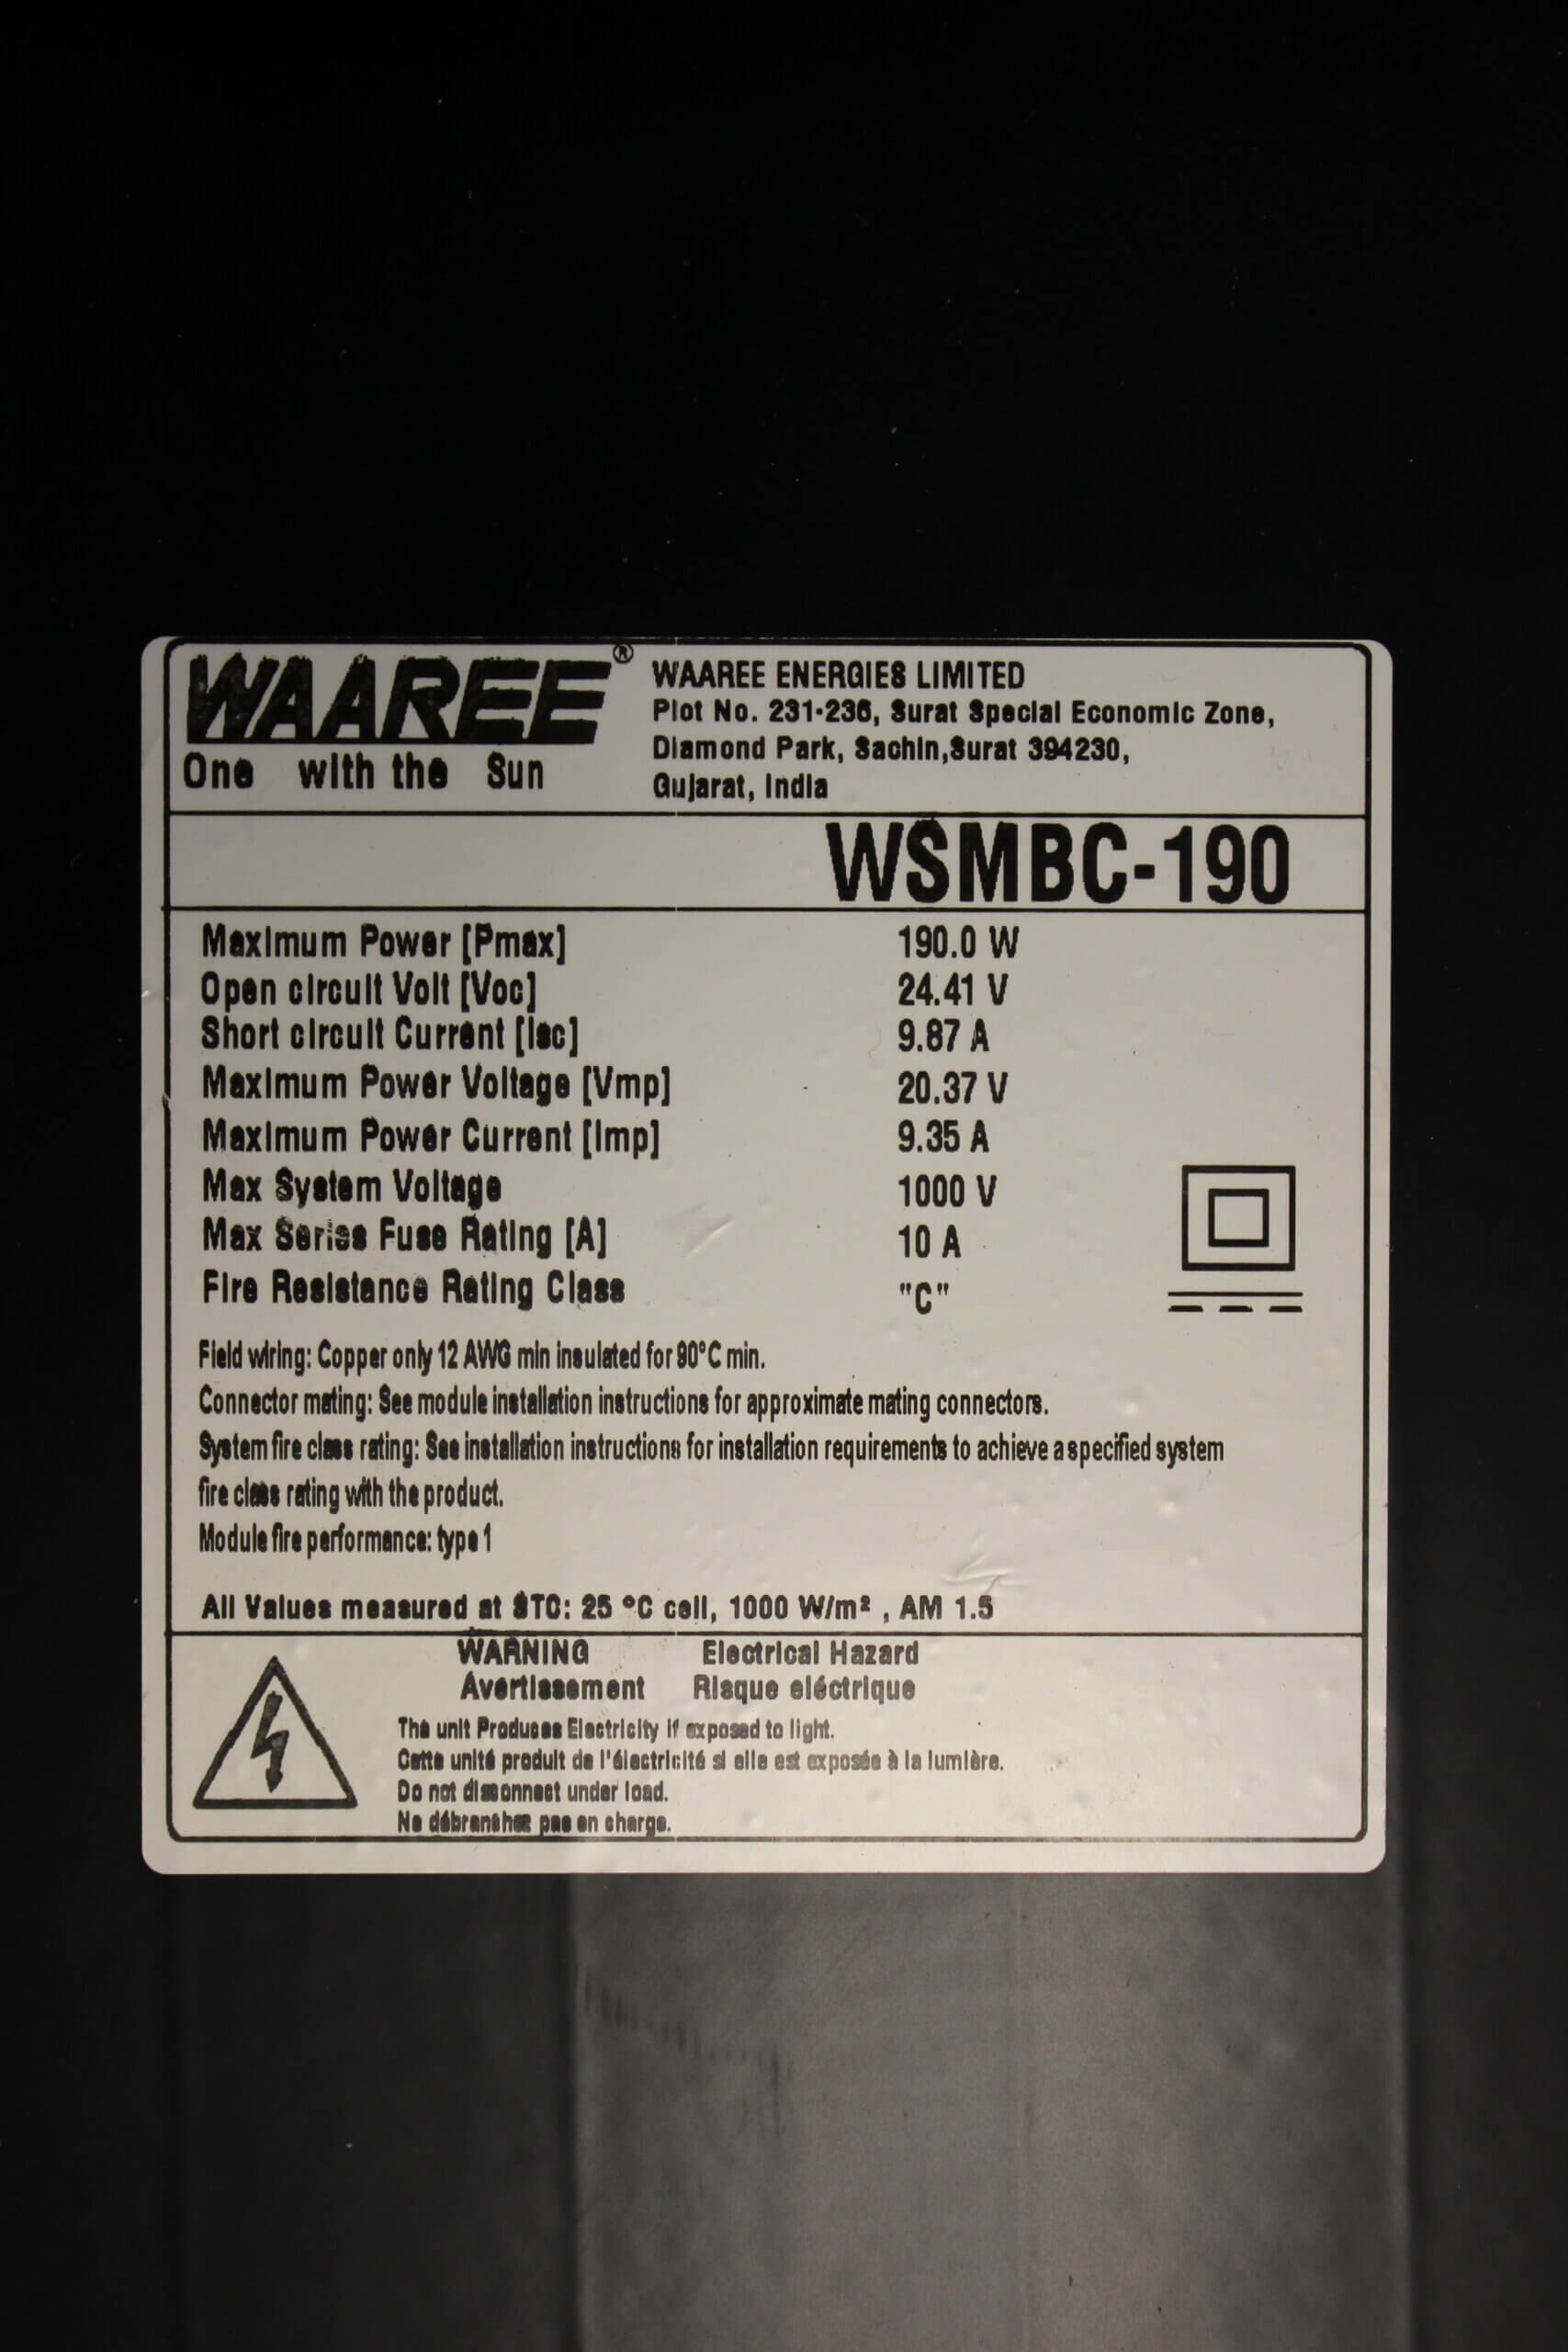 WAAREE®
One with the Sun
WAAREE ENERGIES LIMITED
Plot No. 231-236, Surat Special Economic Zone,
Diamond Park, Sachin,Surat 394230,
Gujarat, India
WSMBC-190
Maximum Power [Pmax] 190.0 W
Open circuit Volt [Voc] 24.41 V
Short circuit Current [Isc] 9.87 A
Maximum Power Voltage [Vmp] 20.37 V
Maximum Power Current [Imp] 9.35 A
Max System Voltage 1000 V
Max Series Fuse Rating [A] 10 A
Fire Resistance Rating Class "C"
Field wiring: Copper only 12 AWG min insulated for 90°C min.
Connector mating: See module installation instructions for approximate mating connectors.
System fire class rating: See installation instructions for installation requirements to achieve a specified system
fire class rating with the product.
Module fire performance: type 1
All Values measured at STC: 25 °C cell, 1000 W/m² , AM 1.5
WARNING Electrical Hazard
Avertissement Risque eléctrique
The unit Produces Electricity if exposed to light.
Cette unité produit de l'électricité si elle est exposée à la lumière.
Do not disconnect under load.
Ne débranchez pas en charge.